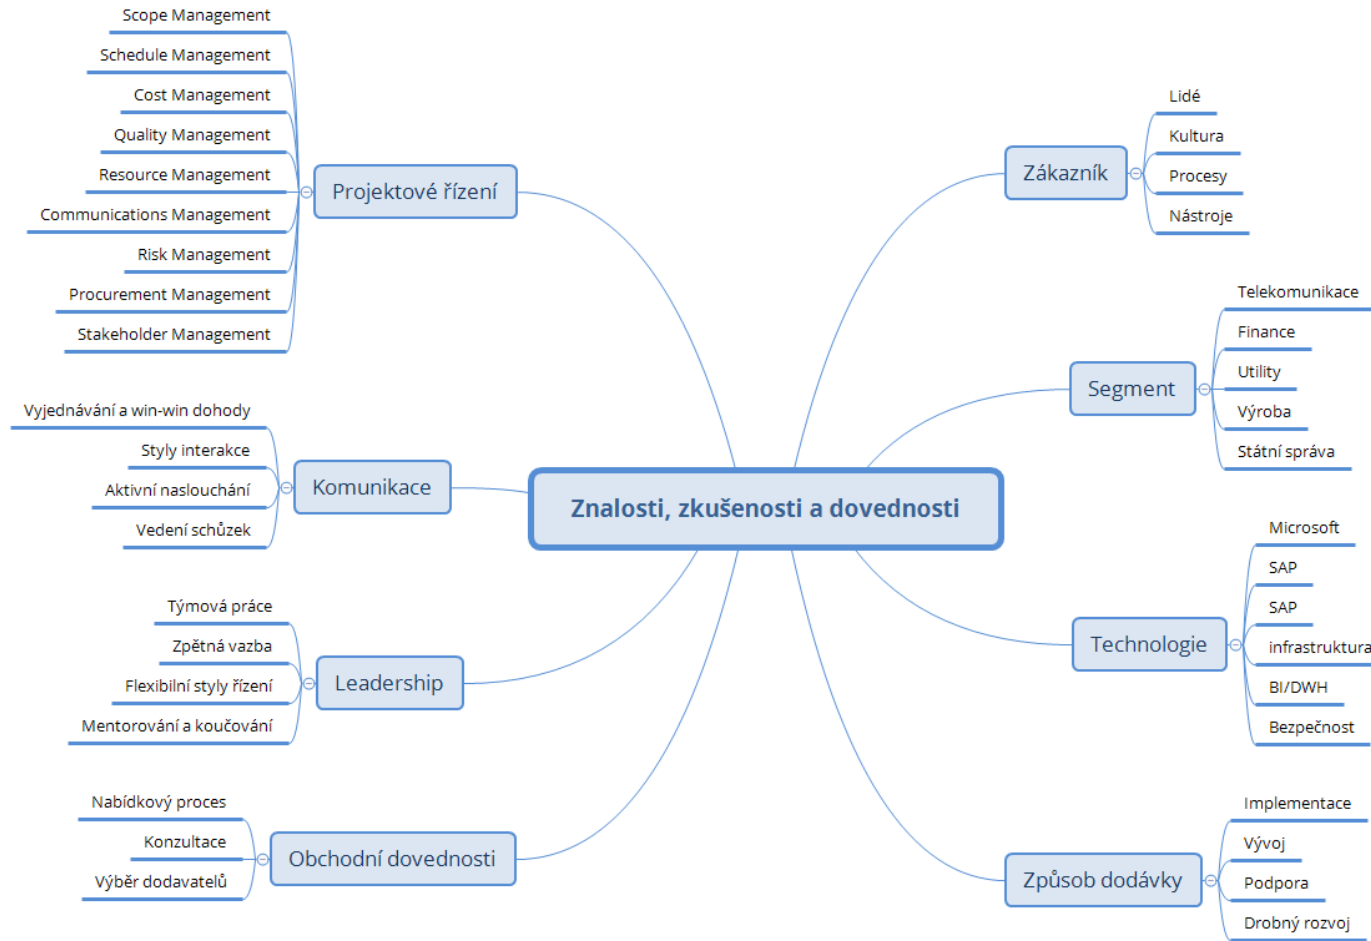 Znalosti, zkušenosti a dovednosti
Projektové řízení
Scope Management
Schedule Management
Cost Management
Quality Management
Resource Management
Communications Management
Risk Management
Procurement Management
Stakeholder Management
Komunikace
Vyjednávání a win-win dohody
Styly interakce
Aktivní naslouchání
Vedení schůzek
Leadership
Týmová práce
Zpětná vazba
Flexibilní styly řízení
Mentorování a koučování
Obchodní dovednosti
Nabídkový proces
Konzultace
Výběr dodavatelů
Zákazník
Lidé
Kultura
Procesy
Nástroje
Segment
Telekomunikace
Finance
Utility
Výroba
Státní správa
Technologie
Microsoft
SAP
SAP
infrastruktura
BI/DWH
Bezpečnost
Způsob dodávky
Implementace
Vývoj
Podpora
Drobný rozvoj